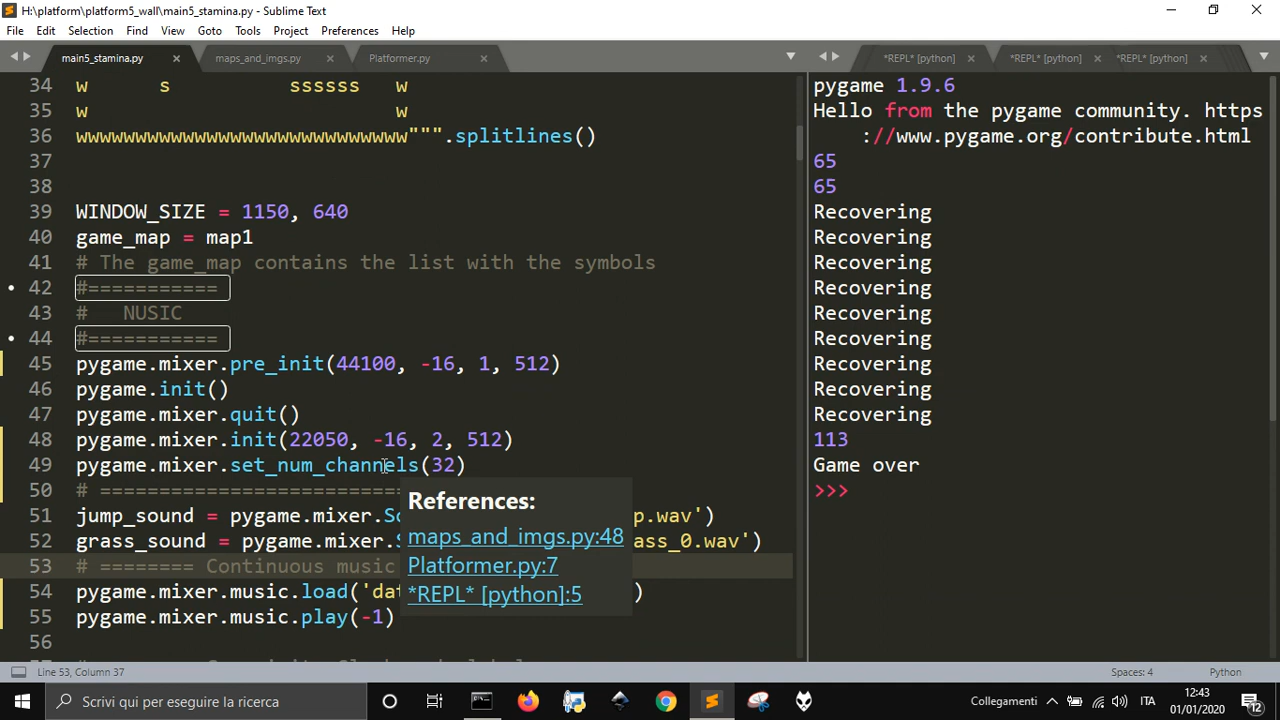 H:\platform\platform5_wall\main5_stamina.py - Sublime Text
File Edit Selection Find View Goto Tools Project Preferences Help
main5_stamina.py × maps_and_imgs.py × Platformer.py ×
34 w s ssssss w
35 w w
36 wwwwwwwwwwwwwwwwwwwwwwwwwwww""".splitlines()
37
38
39 WINDOW_SIZE = 1150, 640
40 game_map = map1
41 # The game_map contains the list with the symbols
42 #===========
43 # NUSIC
44 #===========
45 pygame.mixer.pre_init(44100, -16, 1, 512)
46 pygame.init()
47 pygame.mixer.quit()
48 pygame.mixer.init(22050, -16, 2, 512)
49 pygame.mixer.set_num_channels(32)
50 # ==========================
51 jump_sound = pygame.mixer.So p.wav')
52 grass_sound = pygame.mixer. ass_0.wav')
53 # ======== Continuous music
54 pygame.mixer.music.load('dat )
55 pygame.mixer.music.play(-1)
56
References:
maps_and_imgs.py:48
Platformer.py:7
*REPL* [python]:5
*REPL* [python] × *REPL* [python] × *REPL* [python] ×
pygame 1.9.6
Hello from the pygame community. https
://www.pygame.org/contribute.html
65
65
Recovering
Recovering
Recovering
Recovering
Recovering
Recovering
Recovering
Recovering
Recovering
113
Game over
>>>
Line 53, Column 37
Spaces: 4
Python
Scrivi qui per eseguire la ricerca
Collegamenti
ITA
12:43
01/01/2020
12